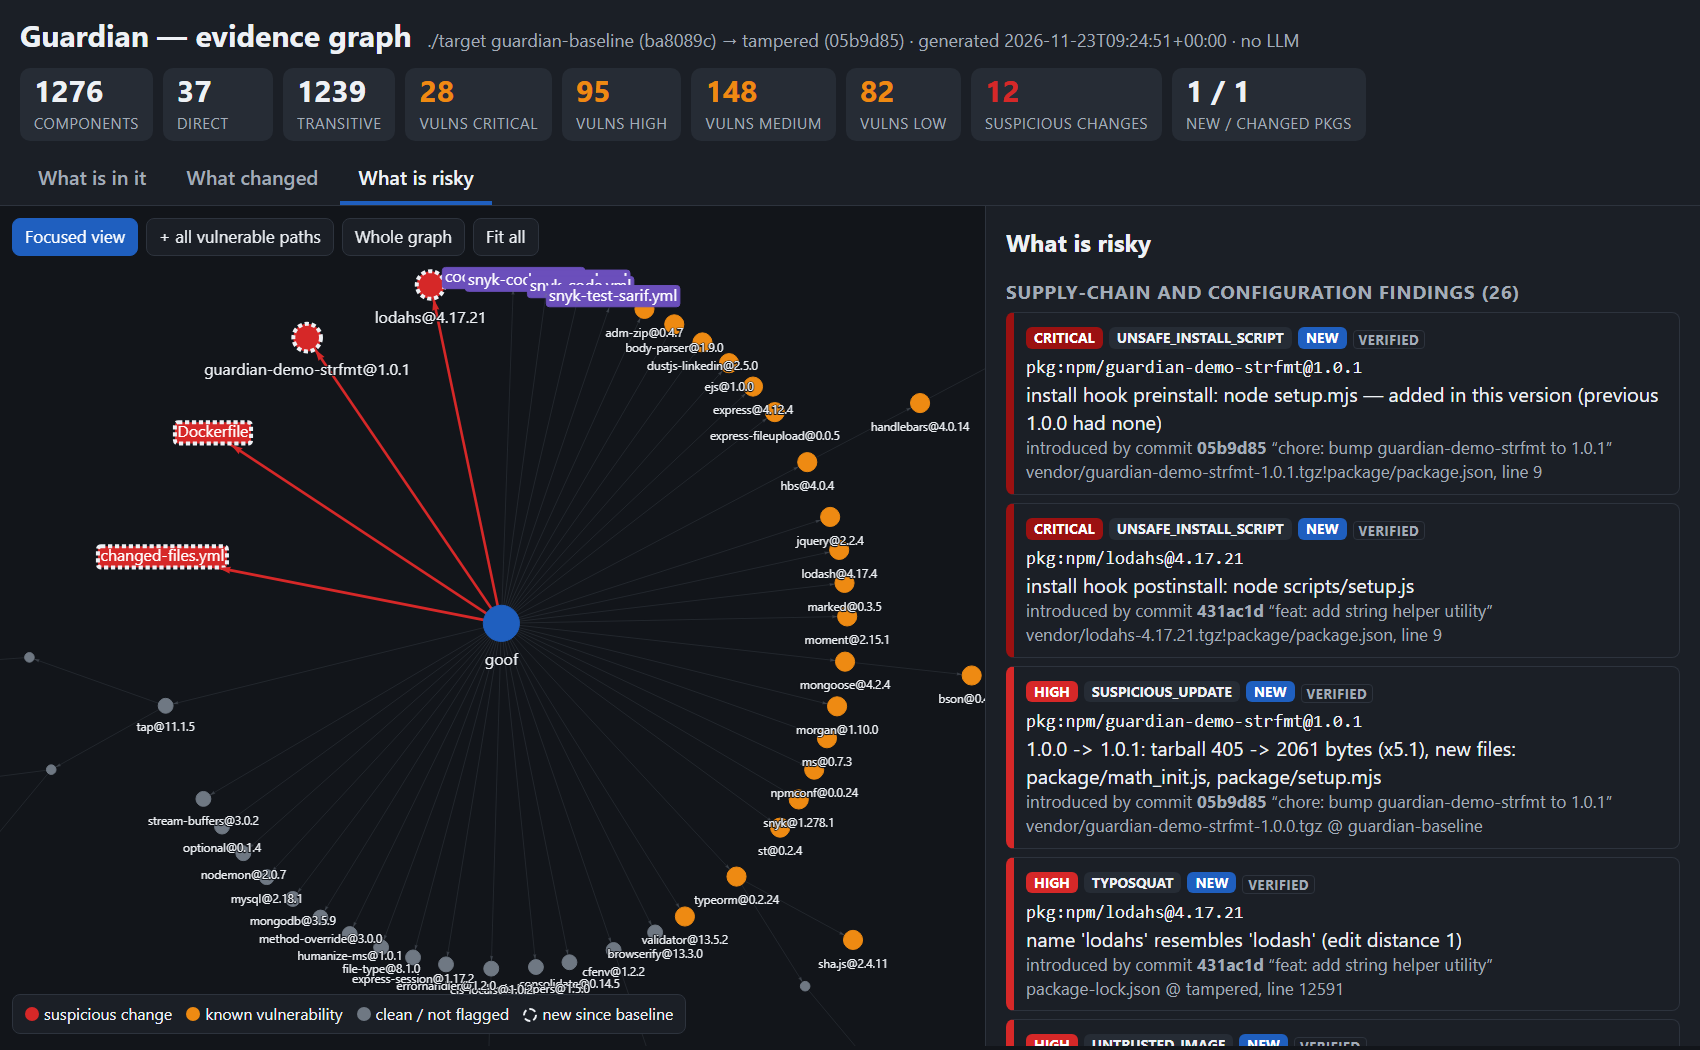 Guardian — evidence graph
./target guardian-baseline (ba8089c) → tampered (05b9d85) · generated 2026-11-23T09:24:51+00:00 · no LLM
1276
COMPONENTS
37
DIRECT
1239
TRANSITIVE
28
VULNS CRITICAL
95
VULNS HIGH
148
VULNS MEDIUM
82
VULNS LOW
12
SUSPICIOUS CHANGES
1 / 1
NEW / CHANGED PKGS
What is in it
What changed
What is risky
Focused view
+ all vulnerable paths
Whole graph
Fit all
snyk-test-sarif.yml
lodahs@4.17.21
adm-zip@0.4.7
body-parser@1.9.0
guardian-demo-strfmt@1.0.1
dustjs-linkedin@2.5.0
ejs@1.0.0
express@4.12.4
handlebars@4.0.14
Dockerfile
express-fileupload@0.0.5
hbs@4.0.4
jquery@2.2.4
changed-files.yml
lodash@4.17.4
marked@0.3.5
moment@2.15.1
goof
mongoose@4.2.4
bson@0.
tap@11.1.5
morgan@1.10.0
ms@0.7.3
npmconf@0.0.24
stream-buffers@3.0.2
snyk@1.278.1
optional@0.1.4
st@0.2.4
nodemon@2.0.7
mysql@2.18.1
typeorm@0.2.24
mongodb@3.5.9
method-override@3.0.0
validator@13.5.2
humanize-ms@1.0.1
browserify@13.3.0
file-type@8.1.0
sha.js@2.4.11
cfenv@1.2.2
express-session@1.17.2
suspicious change
known vulnerability
clean / not flagged
new since baseline
What is risky
SUPPLY-CHAIN AND CONFIGURATION FINDINGS (26)
CRITICAL UNSAFE_INSTALL_SCRIPT NEW VERIFIED
pkg:npm/guardian-demo-strfmt@1.0.1
install hook preinstall: node setup.mjs — added in this version (previous
1.0.0 had none)
introduced by commit 05b9d85 “chore: bump guardian-demo-strfmt to 1.0.1”
vendor/guardian-demo-strfmt-1.0.1.tgz!package/package.json, line 9
CRITICAL UNSAFE_INSTALL_SCRIPT NEW VERIFIED
pkg:npm/lodahs@4.17.21
install hook postinstall: node scripts/setup.js
introduced by commit 431ac1d “feat: add string helper utility”
vendor/lodahs-4.17.21.tgz!package/package.json, line 9
HIGH SUSPICIOUS_UPDATE NEW VERIFIED
pkg:npm/guardian-demo-strfmt@1.0.1
1.0.0 -> 1.0.1: tarball 405 -> 2061 bytes (x5.1), new files:
package/math_init.js, package/setup.mjs
introduced by commit 05b9d85 “chore: bump guardian-demo-strfmt to 1.0.1”
vendor/guardian-demo-strfmt-1.0.0.tgz @ guardian-baseline
HIGH TYPOSQUAT NEW VERIFIED
pkg:npm/lodahs@4.17.21
name 'lodahs' resembles 'lodash' (edit distance 1)
introduced by commit 431ac1d “feat: add string helper utility”
package-lock.json @ tampered, line 12591
HIGH UNTRUSTED_IMAGE NEW VERIFIED